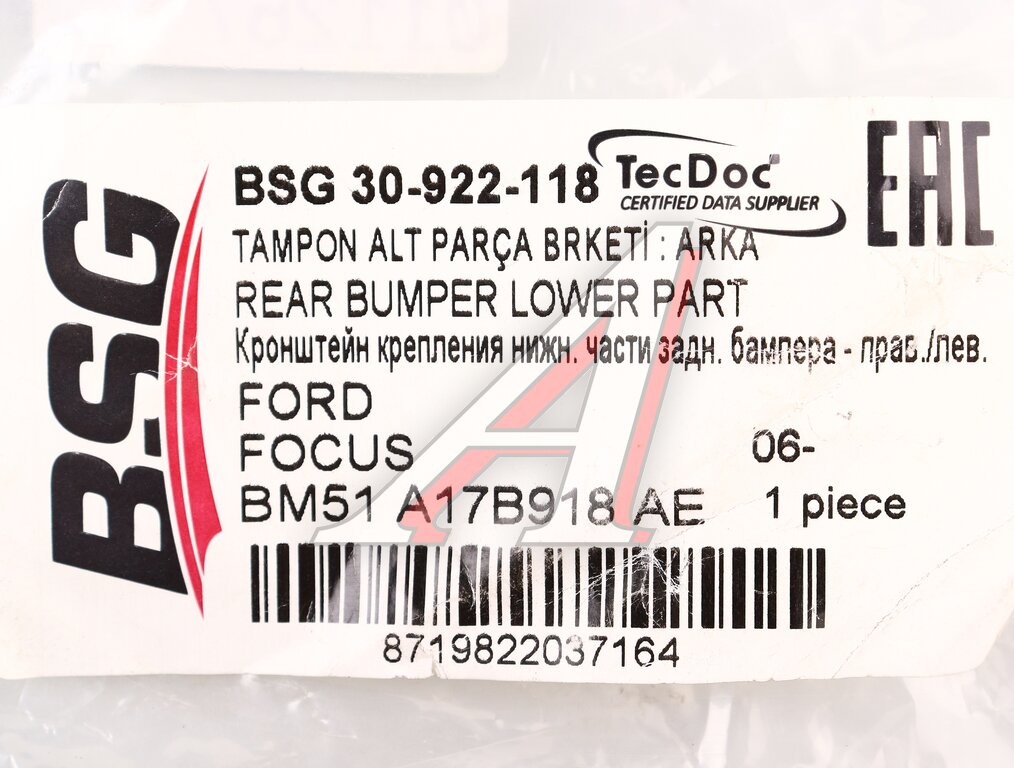 BSG
BSG 30-922-118
TecDoc
CERTIFIED DATA SUPPLIER
EAC
TAMPON ALT PARÇA BRKETİ : ARKA
REAR BUMPER LOWER PART
Кронштейн крепления нижн. части задн. бампера - прав./лев.
FORD
FOCUS 06-
BM51 A17B918 AE 1 piece
8719822037164